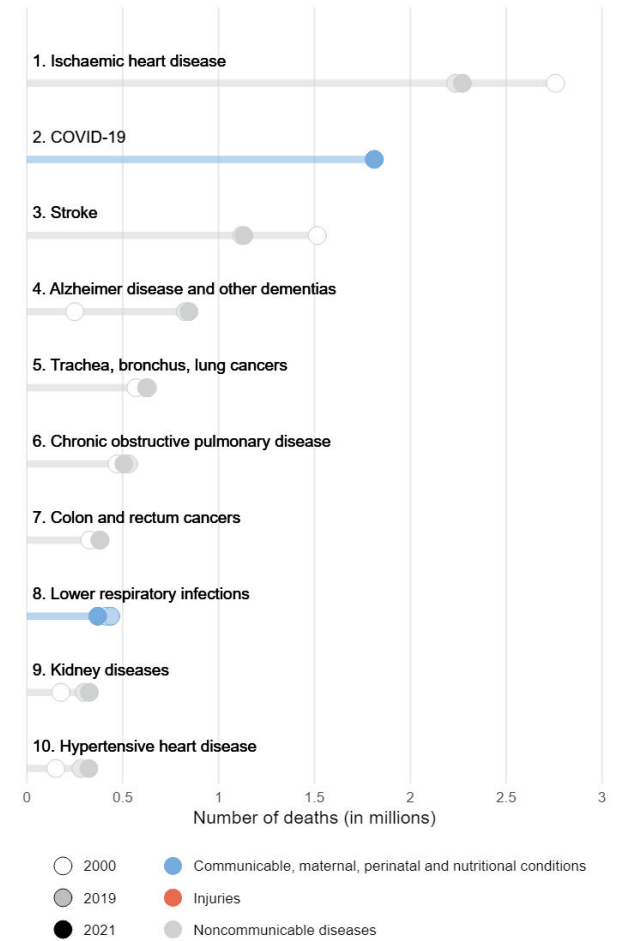 1. Ischaemic heart disease
2. COVID-19
3. Stroke
4. Alzheimer disease and other dementias
5. Trachea, bronchus, lung cancers
6. Chronic obstructive pulmonary disease
7. Colon and rectum cancers
8. Lower respiratory infections
9. Kidney diseases
10. Hypertensive heart disease
0 0.5 1 1.5 2 2.5 3
Number of deaths (in millions)
2000 Communicable, maternal, perinatal and nutritional conditions
2019 Injuries
2021 Noncommunicable diseases